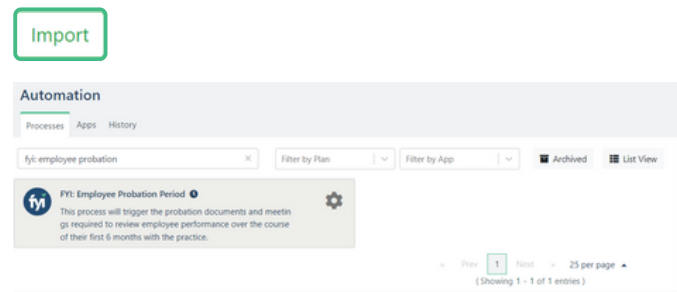 Import
Automation
Processes Apps History
fyi: employee probation × Filter by Plan Filter by App Archived List View
fyi FYI: Employee Probation Period
This process will trigger the probation documents and meetin
gs required to review employee performance over the course
of their first 6 months with the practice.
« Prev 1 Next » 25 per page
( Showing 1 - 1 of 1 entries )